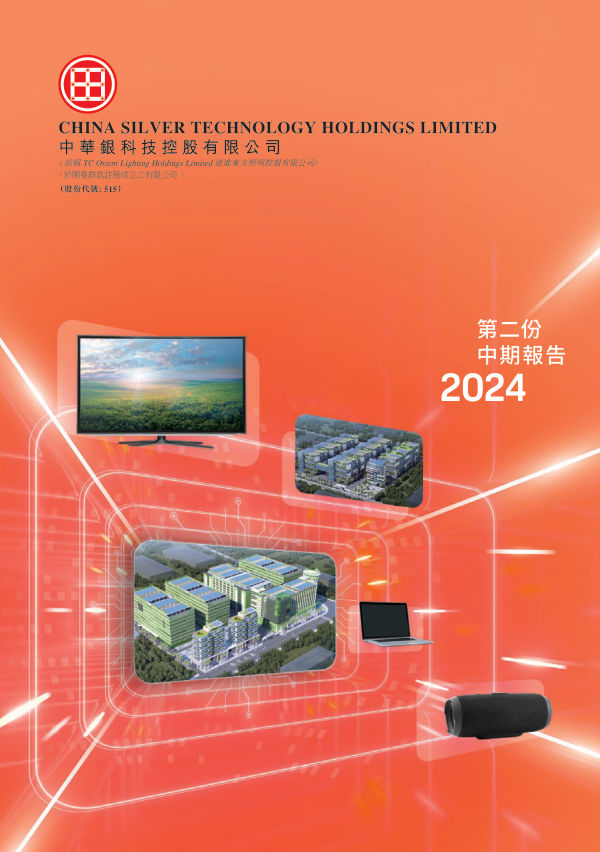 CHINA SILVER TECHNOLOGY HOLDINGS LIMITED
中華銀科技控股有限公司
(前稱 TC Orient Lighting Holdings Limited 達進東方照明控股有限公司)
(於開曼群島註冊成立之有限公司)
(股份代號: 515)
第二份
中期報告
2024